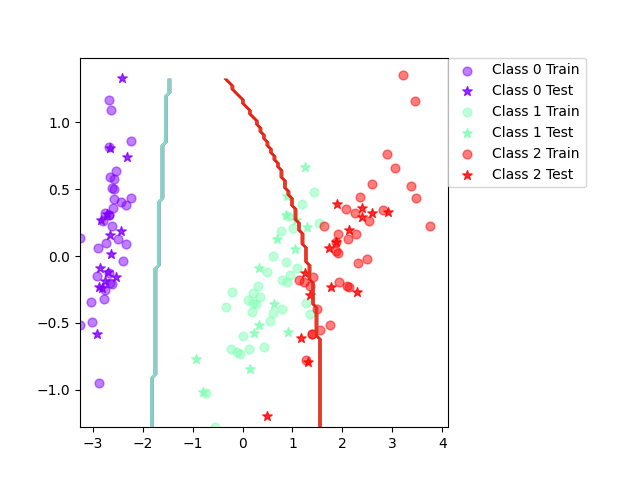 Class 0 Train
Class 0 Test
Class 1 Train
Class 1 Test
Class 2 Train
Class 2 Test
1.0
0.5
0.0
−0.5
−1.0
−3 −2 −1 0 1 2 3 4